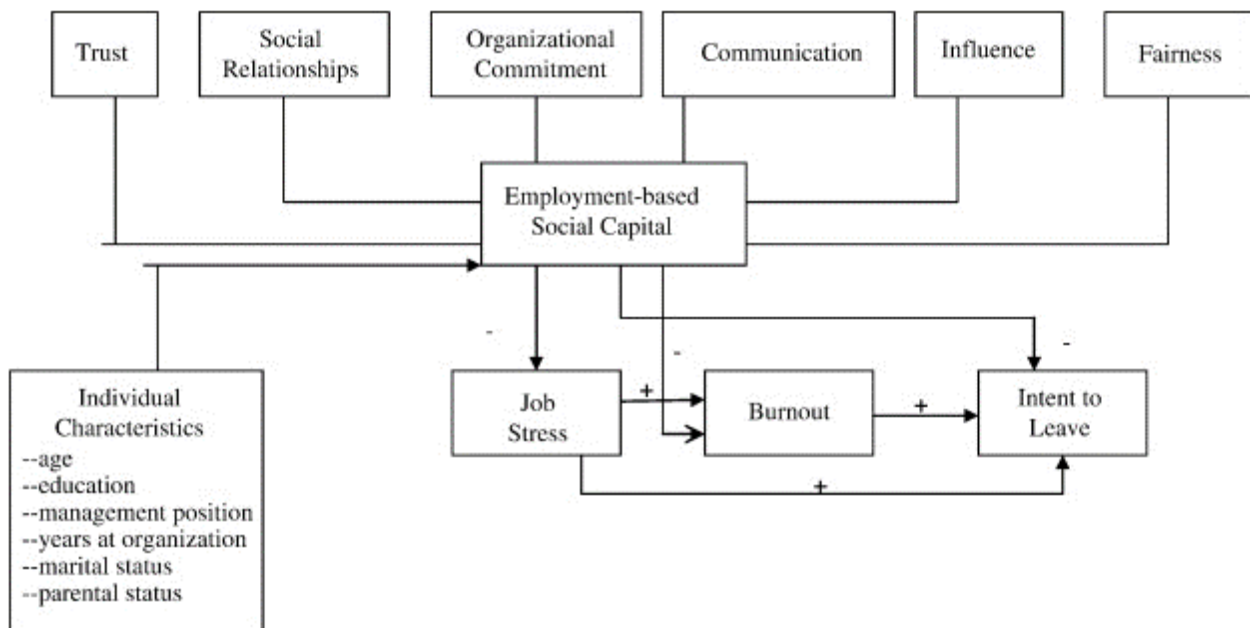 Trust
Social
Relationships
Organizational
Commitment
Communication
Influence
Fairness
Employment-based
Social Capital
-
-
-
Individual
Characteristics
--age
--education
--management position
--years at organization
--marital status
--parental status
Job
Stress
+
Burnout
+
Intent to
Leave
+